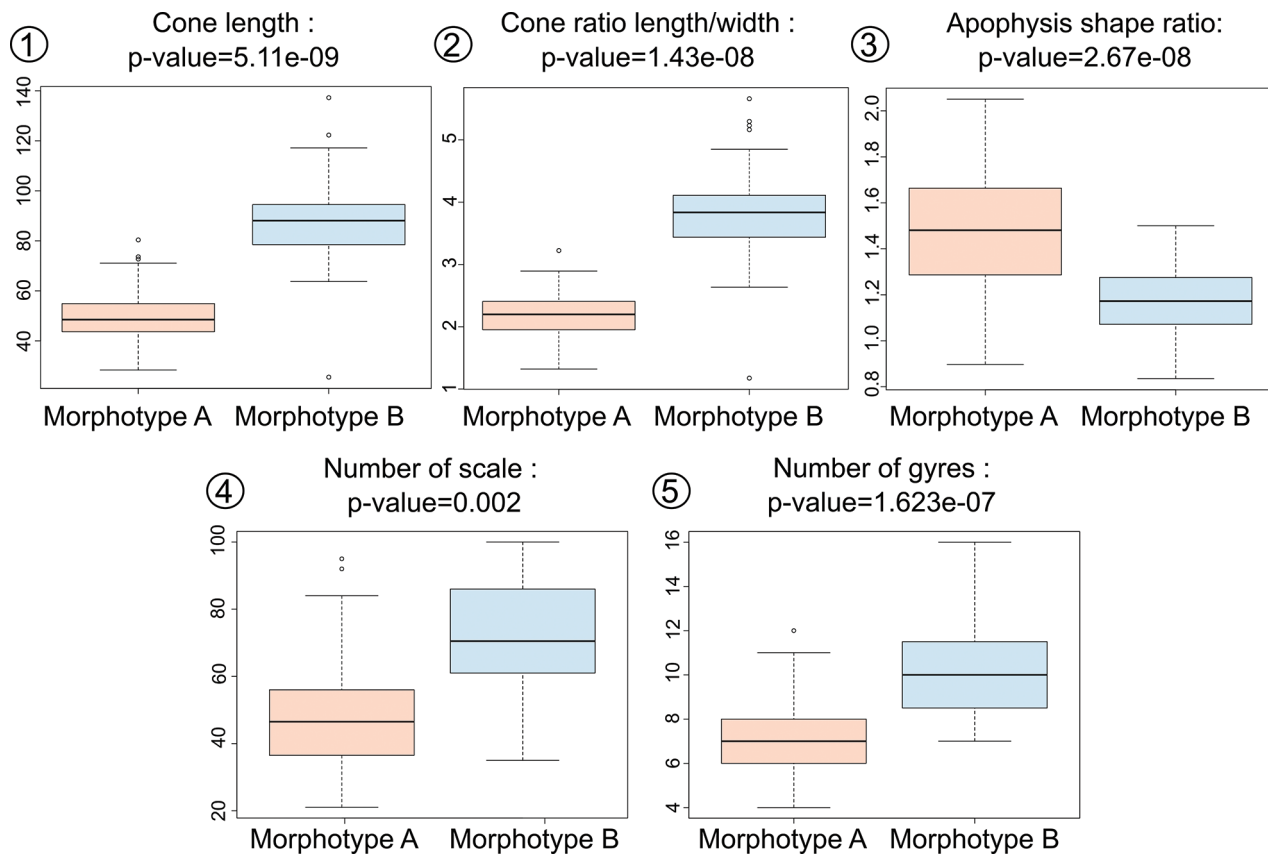 ① Cone length :
p-value=5.11e-09
140
120
100
80
60
40
Morphotype A Morphotype B
② Cone ratio length/width :
p-value=1.43e-08
5
4
3
2
1
Morphotype A Morphotype B
③ Apophysis shape ratio:
p-value=2.67e-08
2.0
1.8
1.6
1.4
1.2
1.0
0.8
Morphotype A Morphotype B
④ Number of scale :
p-value=0.002
100
80
60
40
20
Morphotype A Morphotype B
⑤ Number of gyres :
p-value=1.623e-07
16
14
12
10
8
6
4
Morphotype A Morphotype B